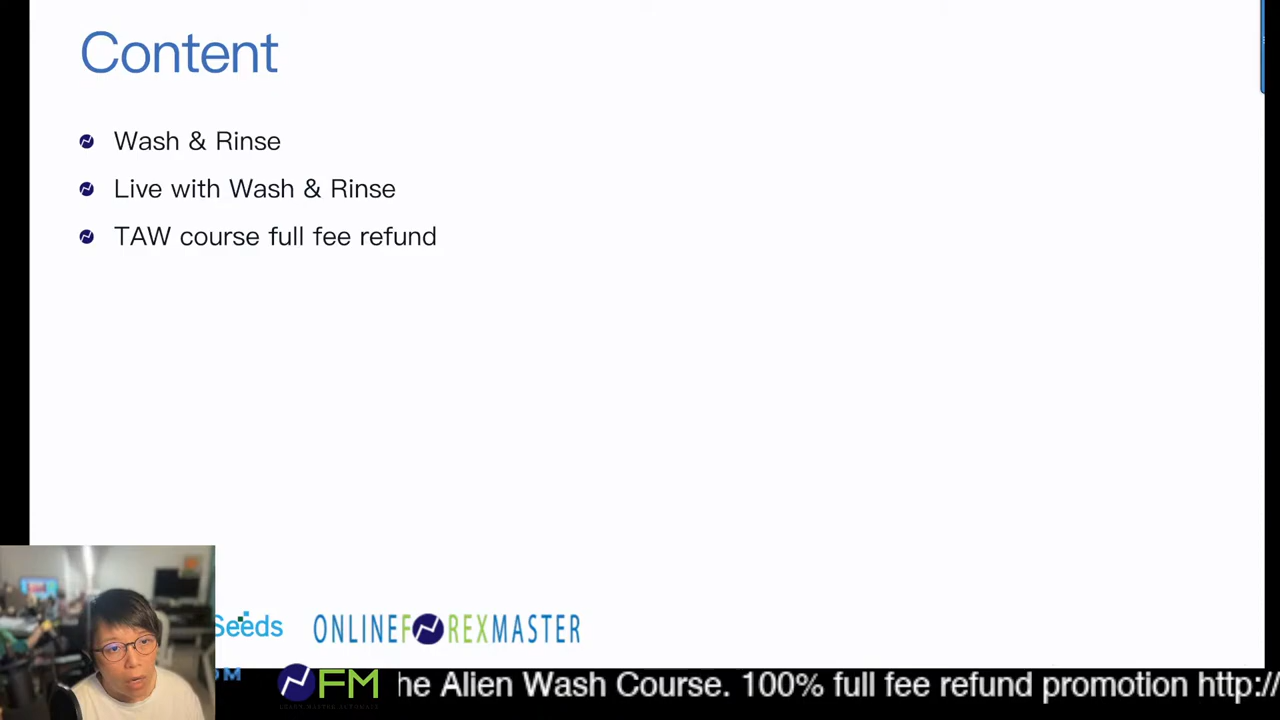 Content
Wash & Rinse
Live with Wash & Rinse
TAW course full fee refund
Seeds
ONLINEFOREXMASTER
OM
FM
he Alien Wash Course. 100% full fee refund promotion http://